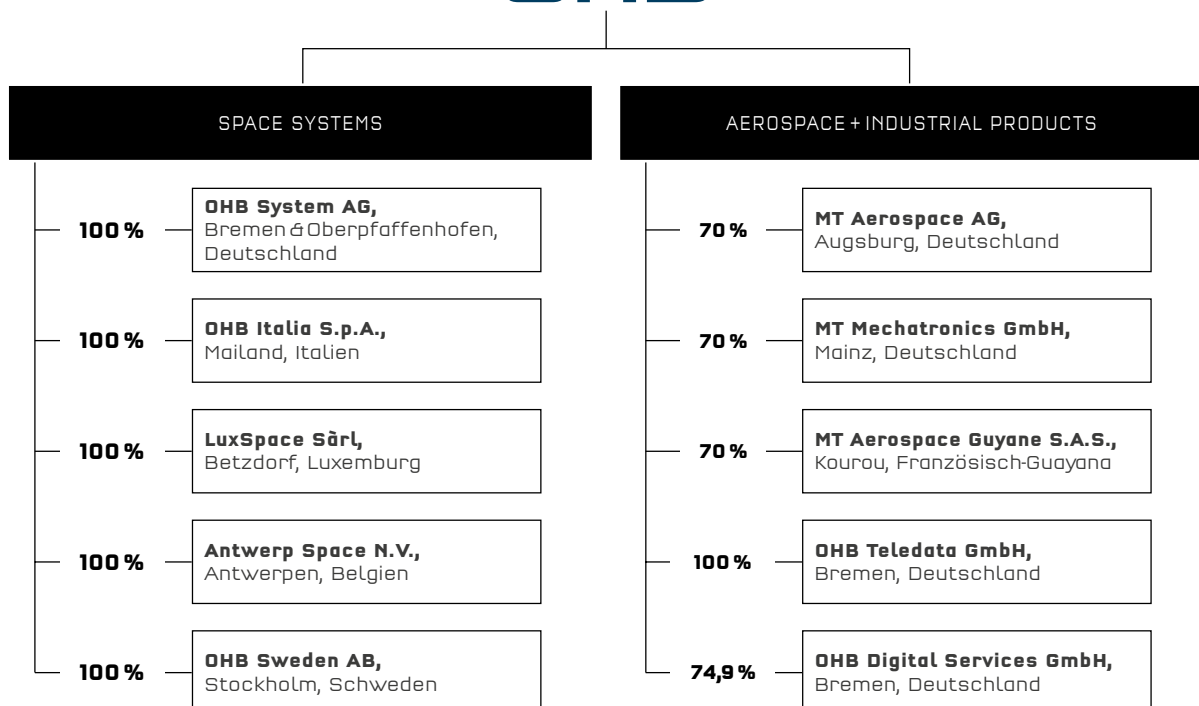 SPACE SYSTEMS
100 %
OHB System AG,
Bremen & Oberpfaffenhofen,
Deutschland
100 %
OHB Italia S.p.A.,
Mailand, Italien
100 %
LuxSpace Sàrl,
Betzdorf, Luxemburg
100 %
Antwerp Space N.V.,
Antwerpen, Belgien
100 %
OHB Sweden AB,
Stockholm, Schweden
AEROSPACE + INDUSTRIAL PRODUCTS
70 %
MT Aerospace AG,
Augsburg, Deutschland
70 %
MT Mechatronics GmbH,
Mainz, Deutschland
70 %
MT Aerospace Guyane S.A.S.,
Kourou, Französisch-Guayana
100 %
OHB Teledata GmbH,
Bremen, Deutschland
74,9 %
OHB Digital Services GmbH,
Bremen, Deutschland